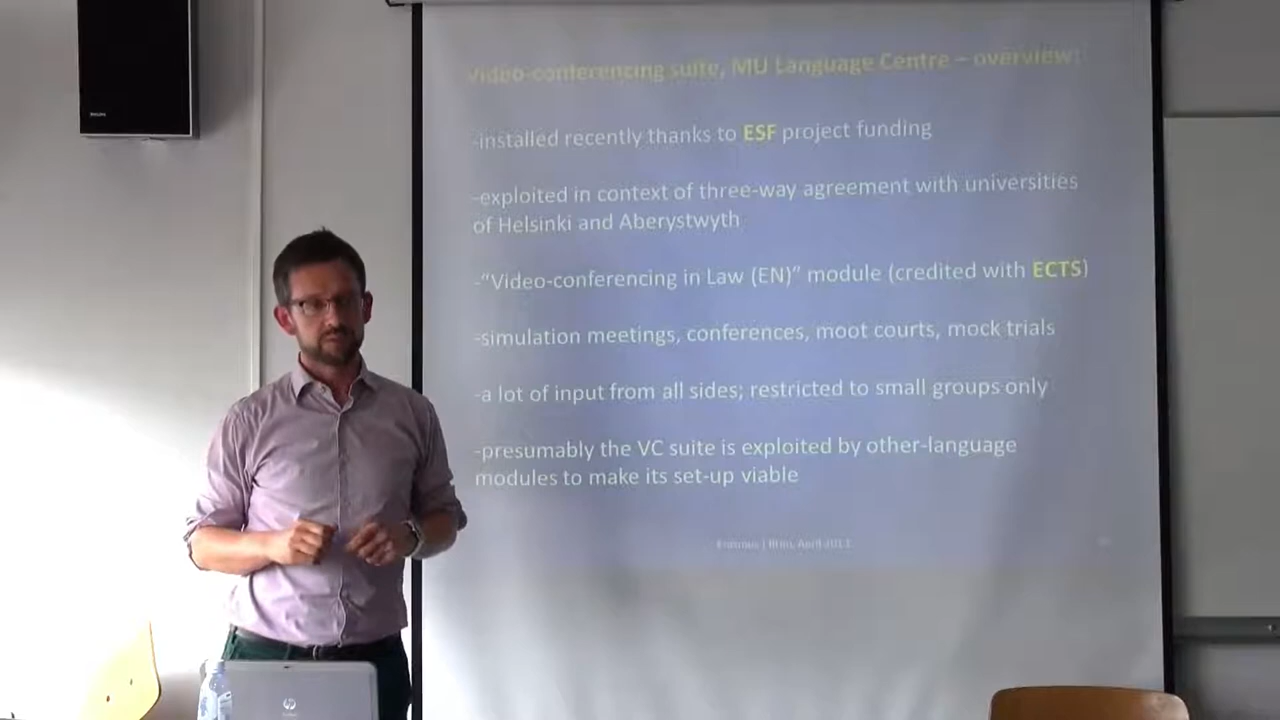 PHILIPS
Video-conferencing suite, MU Language Centre – overview:
-installed recently thanks to ESF project funding
-exploited in context of three-way agreement with universities
of Helsinki and Aberystwyth
-“Video-conferencing in Law (EN)” module (credited with ECTS)
-simulation meetings, conferences, moot courts, mock trials
-a lot of input from all sides; restricted to small groups only
-presumably the VC suite is exploited by other-language
modules to make its set-up viable
hp